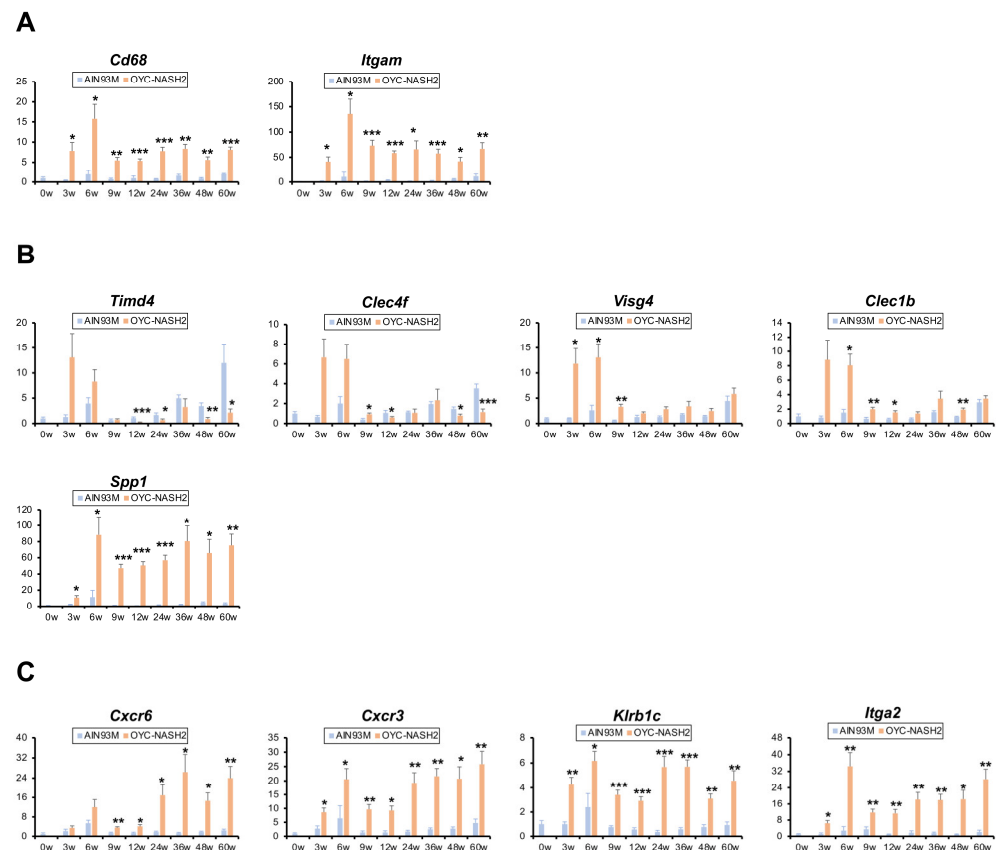 A
Cd68 Itgam
AIN93M OYC-NASH2 AIN93M OYC-NASH2
25 200
20 * 150 *
15 100 *** *** * *** * **
10 * ** *** *** ** ** *** *
5 50
0 0
0w 3w 6w 9w 12w 24w 36w 48w 60w 0w 3w 6w 9w 12w 24w 36w 48w 60w
B
Timd4 Clec4f Visg4 Clec1b
AIN93M OYC-NASH2 AIN93M OYC-NASH2 AIN93M OYC-NASH2 AIN93M OYC-NASH2
20 10 20 14
15 8 15 * * 12
10 6 10 10 *
5 4 5 ** 8
0 2 0 6
*** * ** * 0 4
* * * *** 2 ** * **
0
0w 3w 6w 9w 12w 24w 36w 48w 60w 0w 3w 6w 9w 12w 24w 36w 48w 60w 0w 3w 6w 9w 12w 24w 36w 48w 60w 0w 3w 6w 9w 12w 24w 36w 48w 60w
Spp1
AIN93M OYC-NASH2
120
100 * * * **
80
60 *** *** ***
40
20 *
0
0w 3w 6w 9w 12w 24w 36w 48w 60w
C
Cxcr6 Cxcr3 Klrb1c Itga2
AIN93M OYC-NASH2 AIN93M OYC-NASH2 AIN93M OYC-NASH2 AIN93M OYC-NASH2
40 35 8 48
32 * ** 30 ** * *** *** 40 **
24 * * 25 * ** ** * 6 ** ** 36 **
16 20 4 *** *** ** 24 ** ** *
8 ** * 15 * ** * 2 12 * ** **
0 10 0 0
5
0
0w 3w 6w 9w 12w 24w 36w 48w 60w 0w 3w 6w 9w 12w 24w 36w 48w 60w 0w 3w 6w 9w 12w 24w 36w 48w 60w 0w 3w 6w 9w 12w 24w 36w 48w 60w